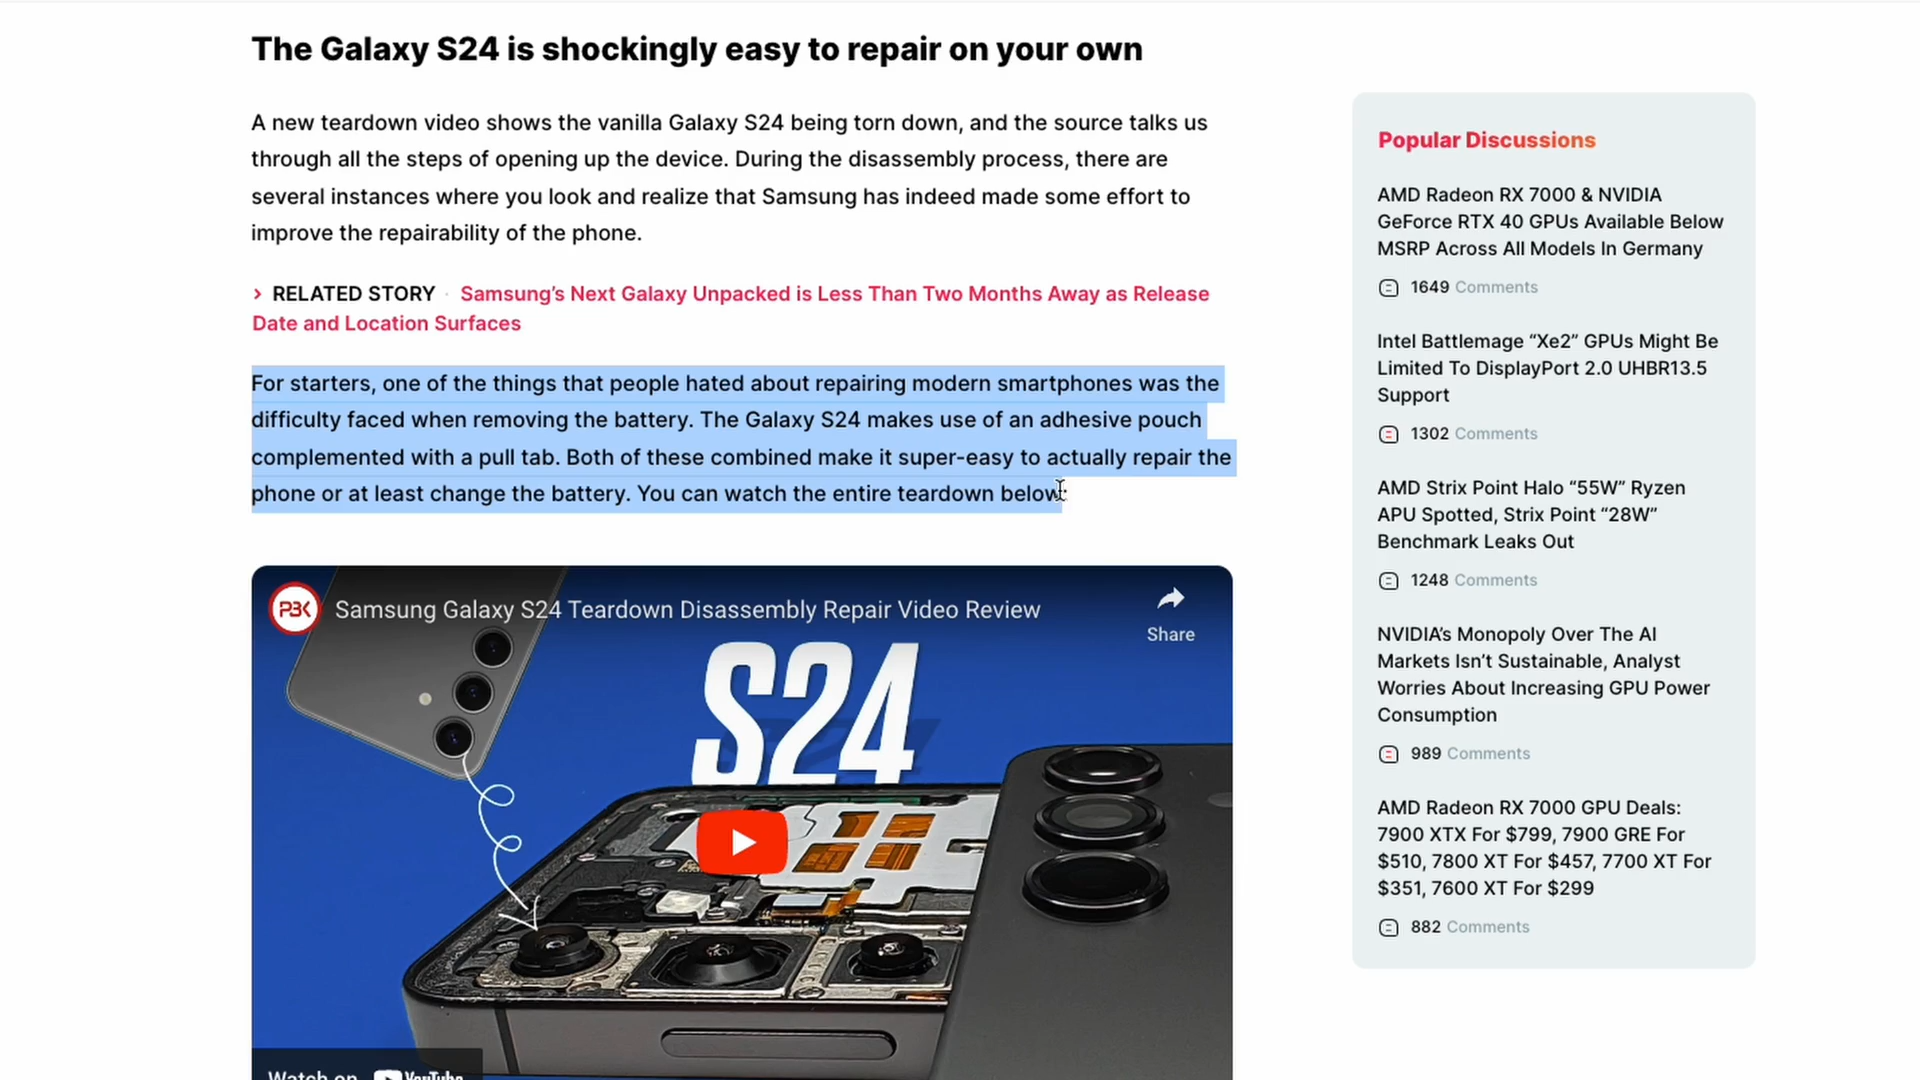 The Galaxy S24 is shockingly easy to repair on your own
A new teardown video shows the vanilla Galaxy S24 being torn down, and the source talks us
through all the steps of opening up the device. During the disassembly process, there are
several instances where you look and realize that Samsung has indeed made some effort to
improve the repairability of the phone.
RELATED STORY · Samsung’s Next Galaxy Unpacked is Less Than Two Months Away as Release
Date and Location Surfaces
For starters, one of the things that people hated about repairing modern smartphones was the
difficulty faced when removing the battery. The Galaxy S24 makes use of an adhesive pouch
complemented with a pull tab. Both of these combined make it super-easy to actually repair the
phone or at least change the battery. You can watch the entire teardown below.
PBK
Samsung Galaxy S24 Teardown Disassembly Repair Video Review
Share
S24
Watch on YouTube
Popular Discussions
AMD Radeon RX 7000 & NVIDIA
GeForce RTX 40 GPUs Available Below
MSRP Across All Models In Germany
1649 Comments
Intel Battlemage “Xe2” GPUs Might Be
Limited To DisplayPort 2.0 UHBR13.5
Support
1302 Comments
AMD Strix Point Halo “55W” Ryzen
APU Spotted, Strix Point “28W”
Benchmark Leaks Out
1248 Comments
NVIDIA’s Monopoly Over The AI
Markets Isn’t Sustainable, Analyst
Worries About Increasing GPU Power
Consumption
989 Comments
AMD Radeon RX 7000 GPU Deals:
7900 XTX For $799, 7900 GRE For
$510, 7800 XT For $457, 7700 XT For
$351, 7600 XT For $299
882 Comments